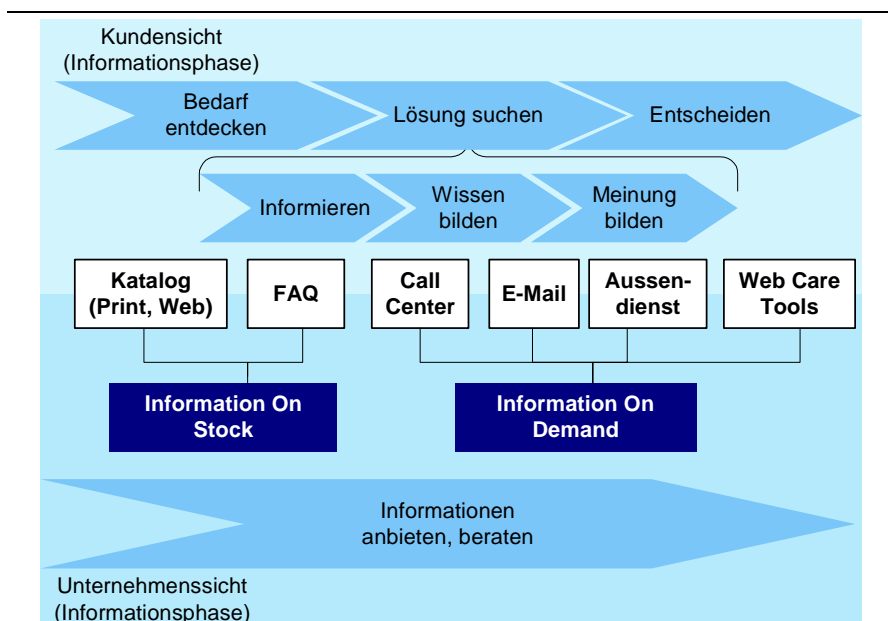 Kundensicht
(Informationsphase)
Bedarf
entdecken
Lösung suchen
Entscheiden
Informieren
Wissen
bilden
Meinung
bilden
Katalog
(Print, Web)
FAQ
Call
Center
E-Mail
Aussen-
dienst
Web Care
Tools
Information On
Stock
Information On
Demand
Informationen
anbieten, beraten
Unternehmenssicht
(Informationsphase)